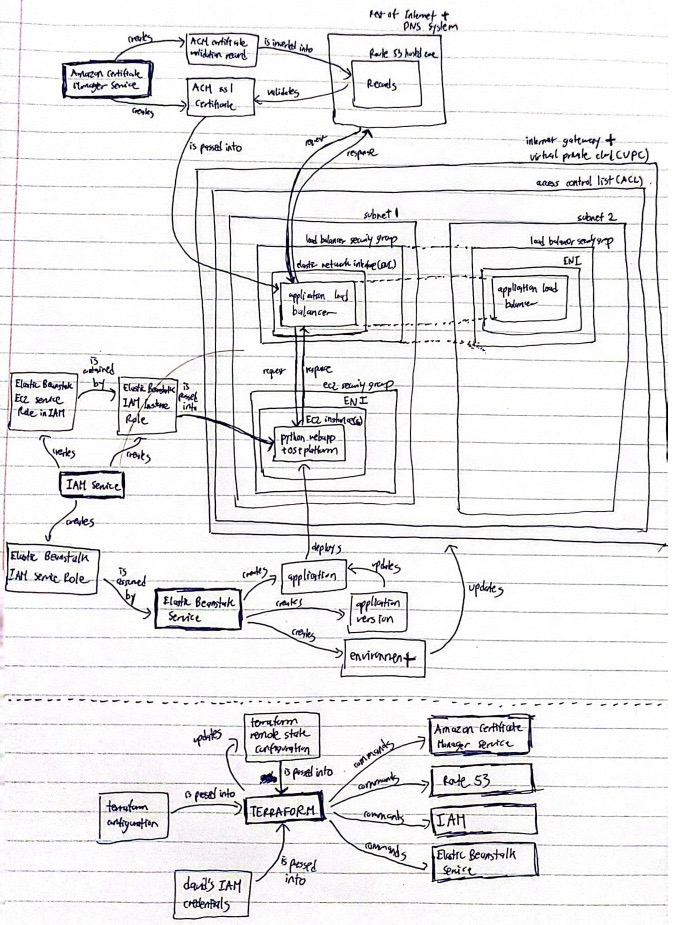 rest of Internet +
DNS system
creates
ACM certificate
validation record
is inserted into
Route 53 hosted zone
Records
Amazon Certificate
Manager Service
creates
ACM ssl
certificate
validates
is passed into
request
response
internet gateway +
virtual private cloud (VPC)
access control list (ACL)
subnet 1
subnet 2
load balancer security group
load balancer security group
elastic network interface (ENI)
ENI
application load
balancer
application load
balancer
request
response
ec2 security group
ENI
EC2 instance(s)
python webapp
+ OS + platform
Elastic Beanstalk
EC2 service
Role in IAM
is
contained
by
Elastic Beanstalk
IAM Instance
Role
is
passed
into
creates
creates
IAM Service
creates
Elastic Beanstalk
IAM Service Role
is
assumed
by
Elastic Beanstalk
Service
creates
application
deploys
updates
creates
application
version
creates
environment
updates
terraform
remote state
configuration
updates
is passed into
terraform
configuration
is passed into
TERRAFORM
david's IAM
credentials
is passed
into
commands
Amazon Certificate
Manager Service
commands
Route 53
commands
IAM
commands
Elastic Beanstalk
Service